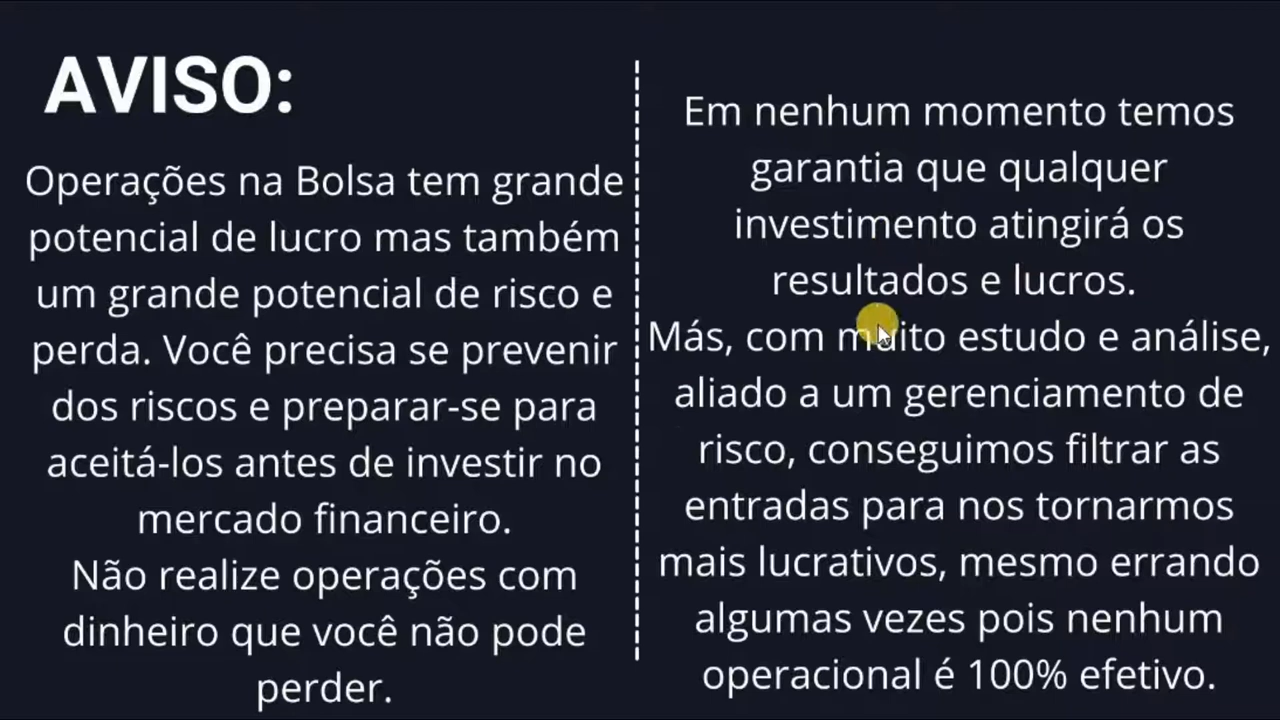 AVISO:
Operações na Bolsa tem grande
potencial de lucro mas também
um grande potencial de risco e
perda. Você precisa se prevenir
dos riscos e preparar-se para
aceitá-los antes de investir no
mercado financeiro.
Não realize operações com
dinheiro que você não pode
perder.
Em nenhum momento temos
garantia que qualquer
investimento atingirá os
resultados e lucros.
Más, com muito estudo e análise,
aliado a um gerenciamento de
risco, conseguimos filtrar as
entradas para nos tornarmos
mais lucrativos, mesmo errando
algumas vezes pois nenhum
operacional é 100% efetivo.